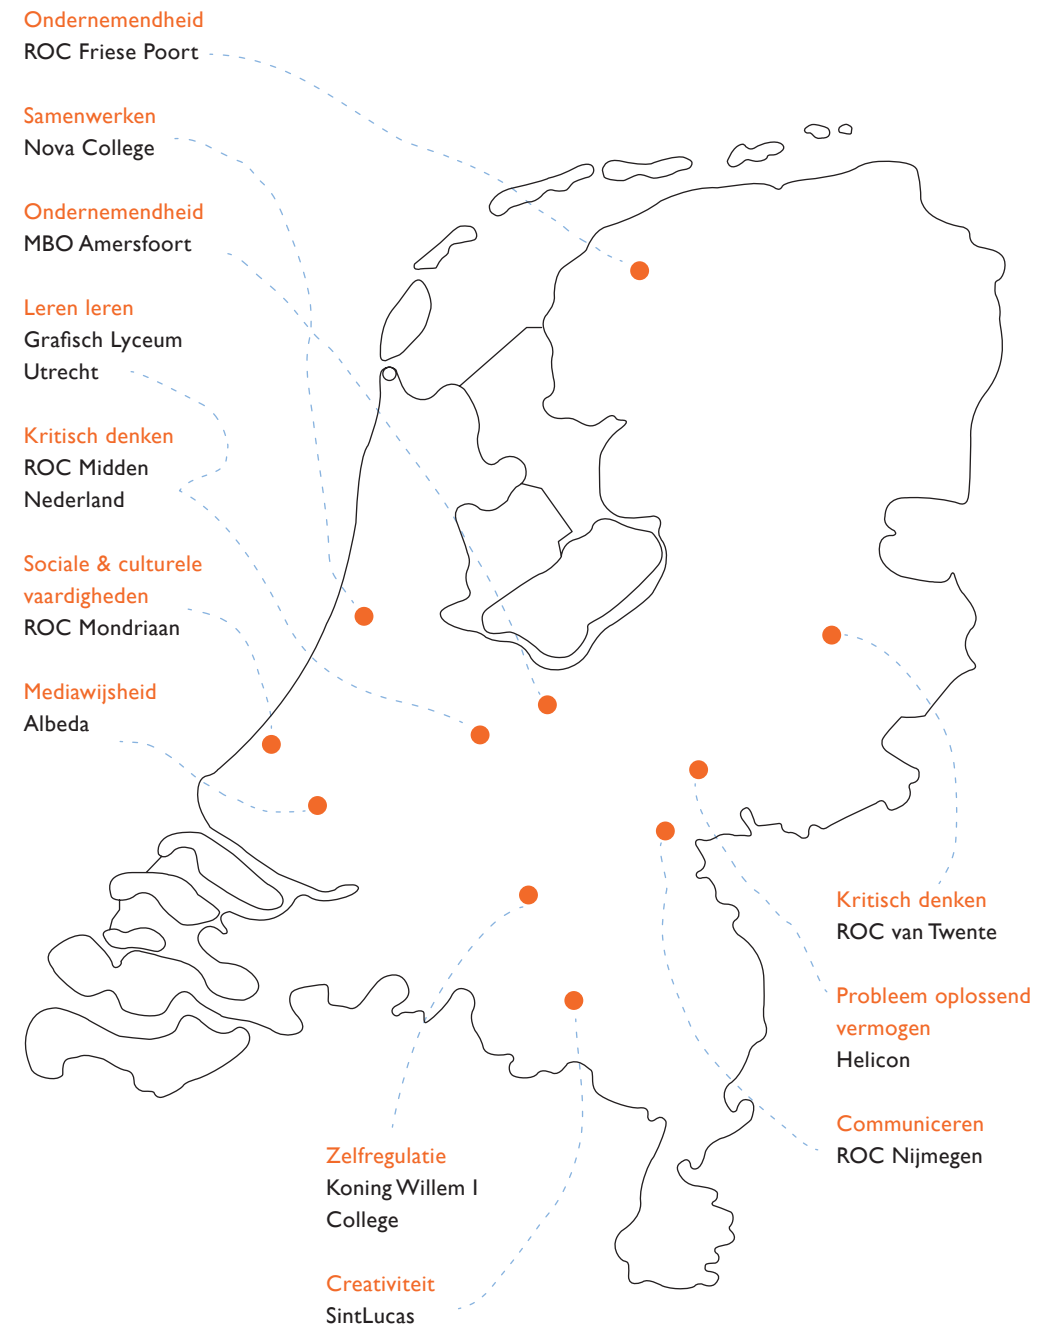 Ondernemendheid
ROC Friese Poort
Samenwerken
Nova College
Ondernemendheid
MBO Amersfoort
Leren leren
Grafisch Lyceum
Utrecht
Kritisch denken
ROC Midden
Nederland
Sociale & culturele
vaardigheden
ROC Mondriaan
Mediawijsheid
Albeda
Kritisch denken
ROC van Twente
Probleem oplossend
vermogen
Helicon
Communiceren
ROC Nijmegen
Zelfregulatie
Koning Willem I
College
Creativiteit
SintLucas